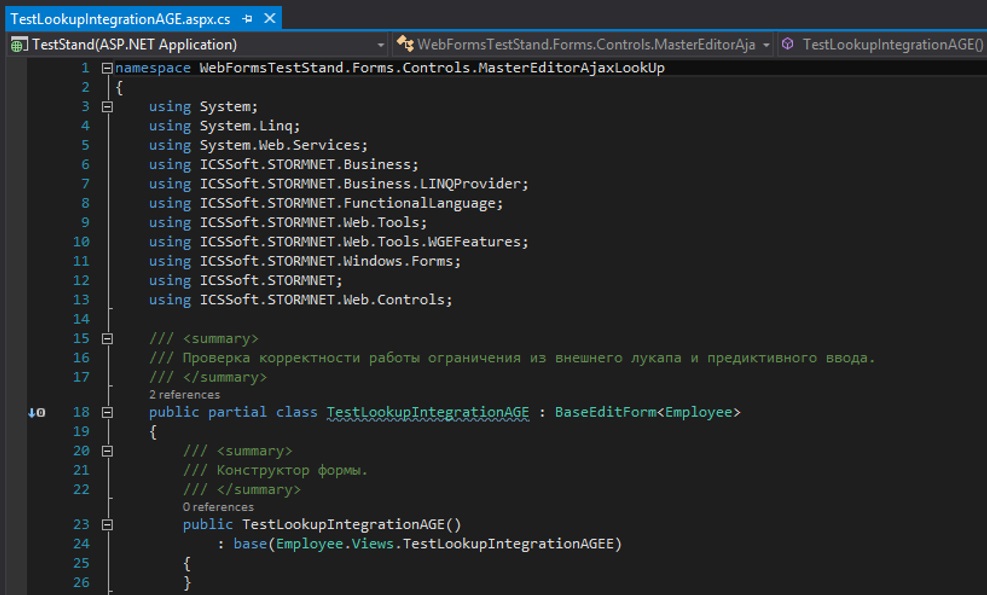 TestLookupIntegrationAGE.aspx.cs
TestStand(ASP.NET Application) WebFormsTestStand.Forms.Controls.MasterEditorAja TestLookupIntegrationAGE()
1 namespace WebFormsTestStand.Forms.Controls.MasterEditorAjaxLookUp
2 {
3 using System;
4 using System.Linq;
5 using System.Web.Services;
6 using ICSSoft.STORMNET.Business;
7 using ICSSoft.STORMNET.Business.LINQProvider;
8 using ICSSoft.STORMNET.FunctionalLanguage;
9 using ICSSoft.STORMNET.Web.Tools;
10 using ICSSoft.STORMNET.Web.Tools.WGEFeatures;
11 using ICSSoft.STORMNET.Windows.Forms;
12 using ICSSoft.STORMNET;
13 using ICSSoft.STORMNET.Web.Controls;
14
15 /// <summary>
16 /// Проверка корректности работы ограничения из внешнего лукапа и предиктивного ввода.
17 /// </summary>
2 references
18 public partial class TestLookupIntegrationAGE : BaseEditForm<Employee>
19 {
20 /// <summary>
21 /// Конструктор формы.
22 /// </summary>
0 references
23 public TestLookupIntegrationAGE()
24 : base(Employee.Views.TestLookupIntegrationAGEE)
25 {
26 }